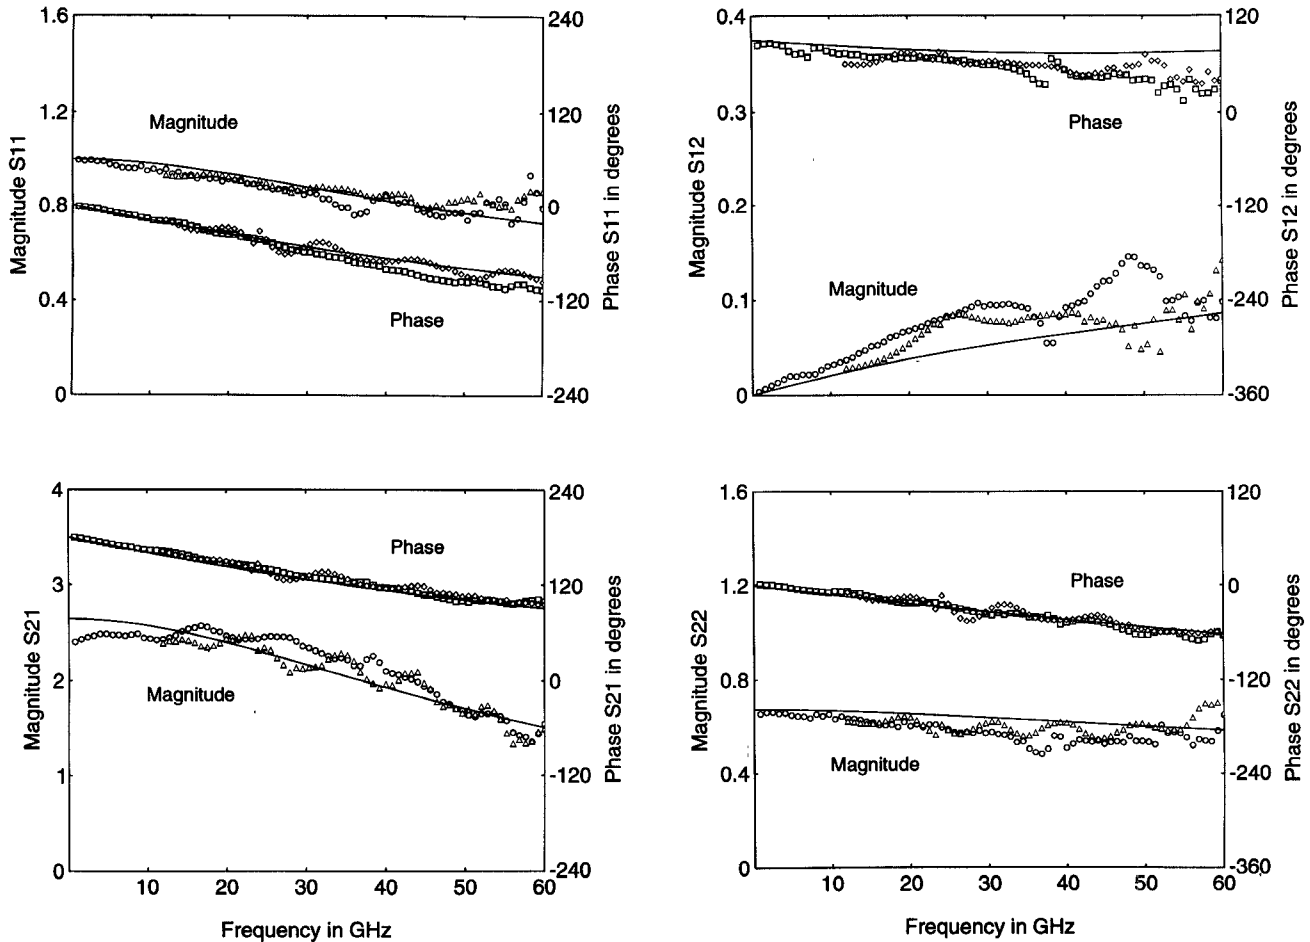 1.6
1.2
0.8
0.4
0
Magnitude S11
Magnitude
Phase
240
120
0
-120
-240
Phase S11 in degrees
0.4
0.3
0.2
0.1
0
Magnitude S12
Phase
Magnitude
120
0
-120
-240
-360
Phase S12 in degrees
4
3
2
1
0
Magnitude S21
Phase
Magnitude
240
120
0
-120
-240
Phase S21 in degrees
10 20 30 40 50 60
Frequency in GHz
1.6
1.2
0.8
0.4
0
Magnitude S22
Phase
Magnitude
120
0
-120
-240
-360
Phase S22 in degrees
10 20 30 40 50 60
Frequency in GHz